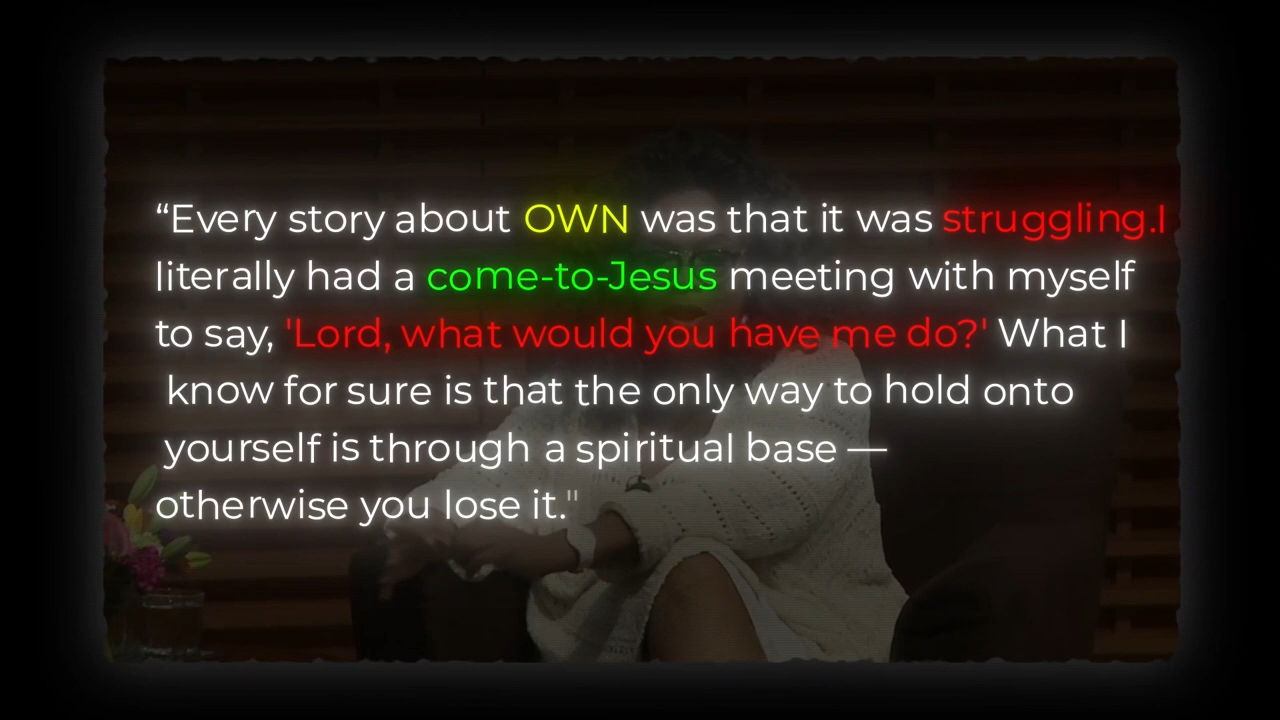 “Every story about OWN was that it was struggling.I
literally had a come-to-Jesus meeting with myself
to say, 'Lord, what would you have me do?' What I
know for sure is that the only way to hold onto
yourself is through a spiritual base —
otherwise you lose it."